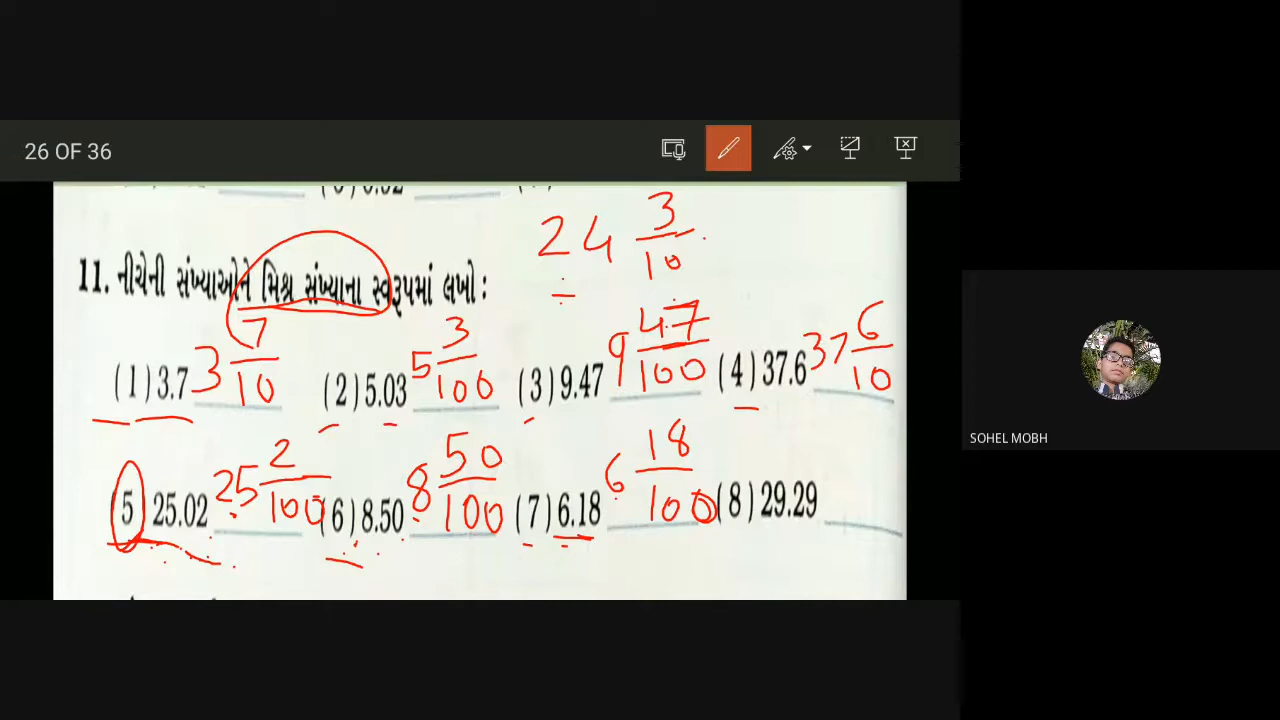 26 OF 36
24 3/10
11. નીચેની સંખ્યાઓને મિશ્ર સંખ્યાના સ્વરૂપમાં લખો :
(1) 3.7 3 7/10 (2) 5.03 5 3/100 (3) 9.47 9 47/100 (4) 37.6 37 6/10
(5) 25.02 25 2/100 (6) 8.50 8 50/100 (7) 6.18 6 18/100 (8) 29.29
SOHEL MOBH